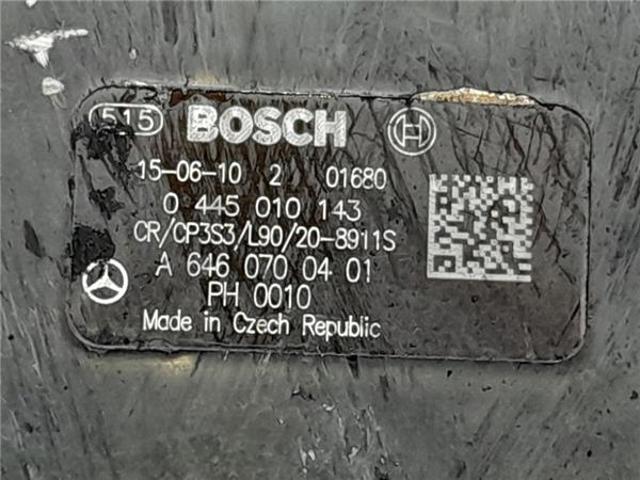 515 BOSCH
15-06-10 2 01680
0 445 010 143
CR/CP3S3/L90/20-8911S
A 646 070 04 01
PH 0010
Made in Czech Republic